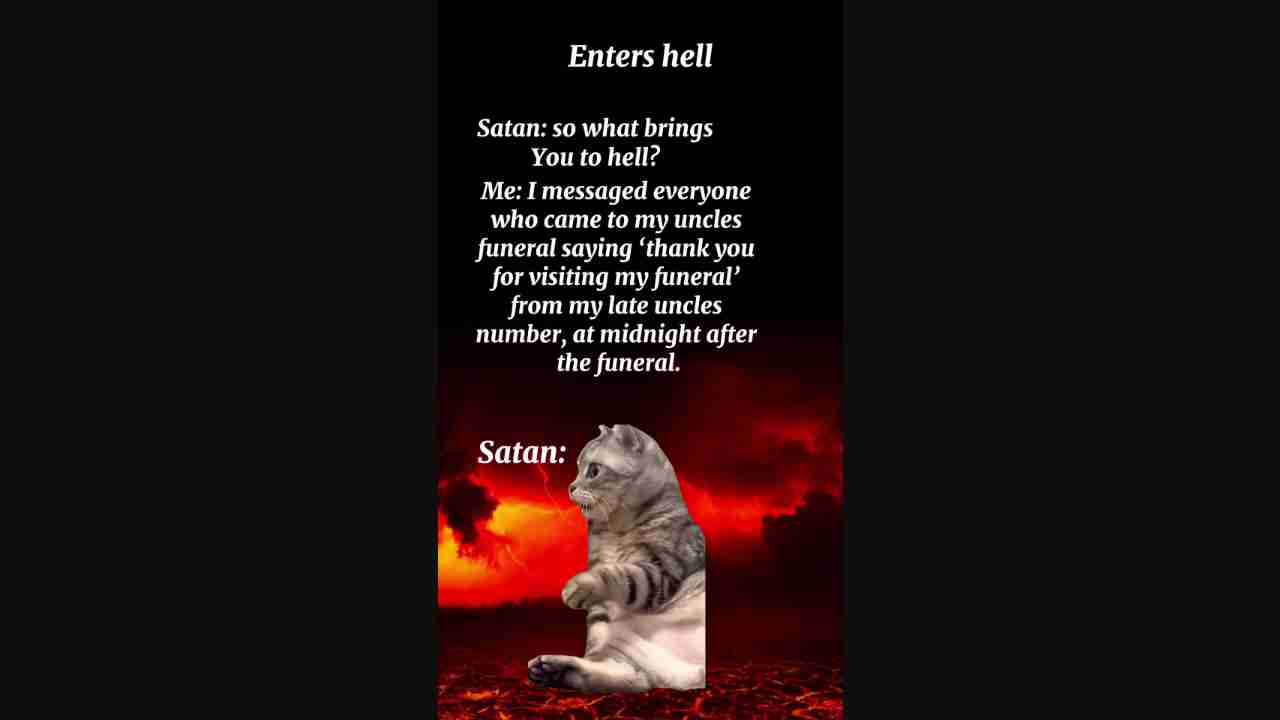 Enters hell
Satan: so what brings
You to hell?
Me: I messaged everyone
who came to my uncles
funeral saying ‘thank you
for visiting my funeral’
from my late uncles
number, at midnight after
the funeral.
Satan: